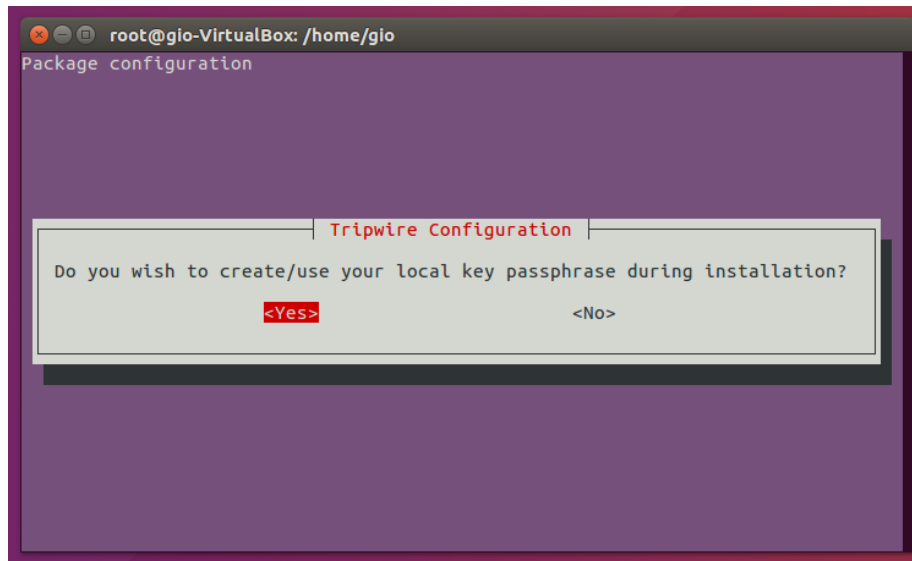 root@gio-VirtualBox: /home/gio
Package configuration
Tripwire Configuration
Do you wish to create/use your local key passphrase during installation?
<Yes> <No>